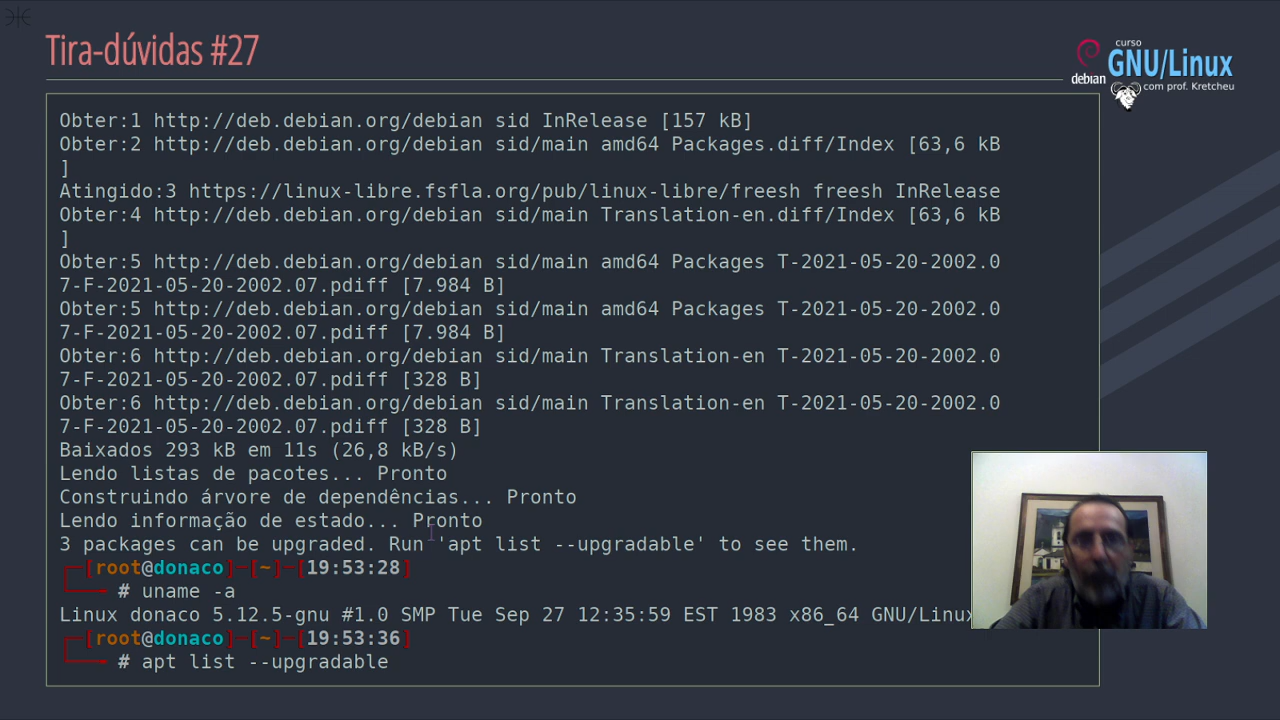 Tira-dúvidas #27
curso
GNU/Linux
debian
com prof. Kretcheu
Obter:1 http://deb.debian.org/debian sid InRelease [157 kB]
Obter:2 http://deb.debian.org/debian sid/main amd64 Packages.diff/Index [63,6 kB
]
Atingido:3 https://linux-libre.fsfla.org/pub/linux-libre/freesh freesh InRelease
Obter:4 http://deb.debian.org/debian sid/main Translation-en.diff/Index [63,6 kB
]
Obter:5 http://deb.debian.org/debian sid/main amd64 Packages T-2021-05-20-2002.0
7-F-2021-05-20-2002.07.pdiff [7.984 B]
Obter:5 http://deb.debian.org/debian sid/main amd64 Packages T-2021-05-20-2002.0
7-F-2021-05-20-2002.07.pdiff [7.984 B]
Obter:6 http://deb.debian.org/debian sid/main Translation-en T-2021-05-20-2002.0
7-F-2021-05-20-2002.07.pdiff [328 B]
Obter:6 http://deb.debian.org/debian sid/main Translation-en T-2021-05-20-2002.0
7-F-2021-05-20-2002.07.pdiff [328 B]
Baixados 293 kB em 11s (26,8 kB/s)
Lendo listas de pacotes... Pronto
Construindo árvore de dependências... Pronto
Lendo informação de estado... Pronto
3 packages can be upgraded. Run 'apt list --upgradable' to see them.
┌─[root@donaco]─[~]─[19:53:28]
└──╼ # uname -a
Linux donaco 5.12.5-gnu #1.0 SMP Tue Sep 27 12:35:59 EST 1983 x86_64 GNU/Linux
┌─[root@donaco]─[~]─[19:53:36]
└──╼ # apt list --upgradable